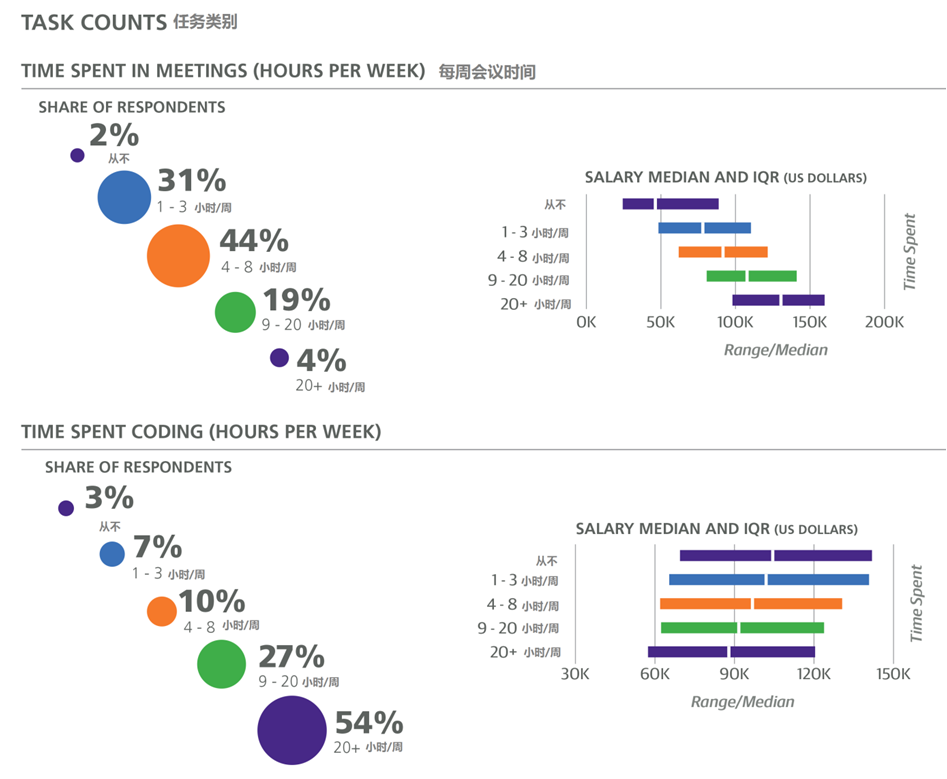 TASK COUNTS 任务类别
TIME SPENT IN MEETINGS (HOURS PER WEEK) 每周会议时间
SHARE OF RESPONDENTS
2%
从不
31%
1 - 3 小时/周
44%
4 - 8 小时/周
19%
9 - 20 小时/周
4%
20+ 小时/周
SALARY MEDIAN AND IQR (US DOLLARS)
从不
1 - 3 小时/周
4 - 8 小时/周
9 - 20 小时/周
20+ 小时/周
0K 50K 100K 150K 200K
Range/Median
Time Spent
TIME SPENT CODING (HOURS PER WEEK)
SHARE OF RESPONDENTS
3%
从不
7%
1 - 3 小时/周
10%
4 - 8 小时/周
27%
9 - 20 小时/周
54%
20+ 小时/周
SALARY MEDIAN AND IQR (US DOLLARS)
从不
1 - 3 小时/周
4 - 8 小时/周
9 - 20 小时/周
20+ 小时/周
30K 60K 90K 120K 150K
Range/Median
Time Spent